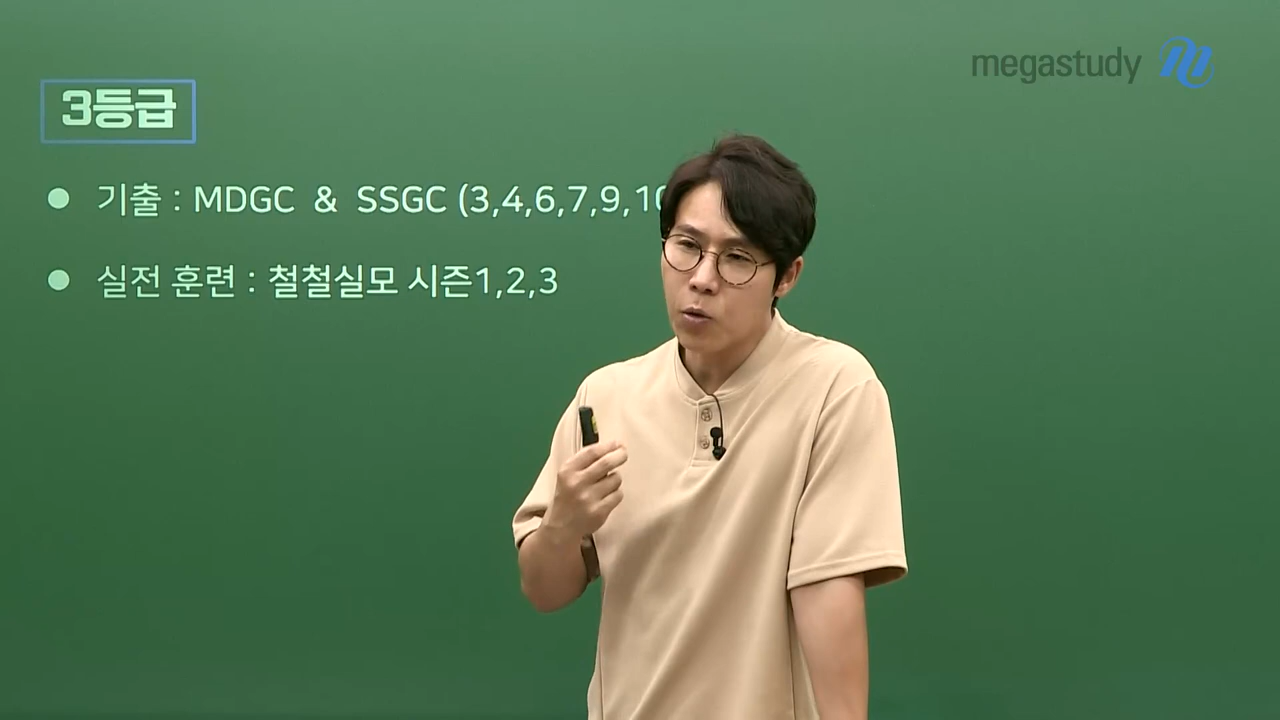 megastudy
3등급
● 기출 : MDGC & SSGC (3,4,6,7,9,10
● 실전 훈련 : 철철실모 시즌1,2,3